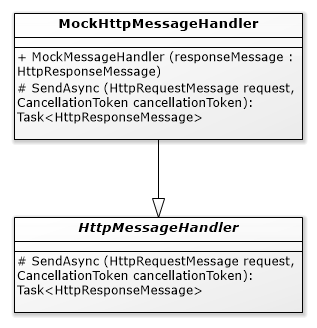 MockHttpMessageHandler
+ MockMessageHandler (responseMessage :
HttpResponseMessage)
# SendAsync (HttpRequestMessage request,
CancellationToken cancellationToken):
Task<HttpResponseMessage>
HttpMessageHandler
# SendAsync (HttpRequestMessage request,
CancellationToken cancellationToken):
Task<HttpResponseMessage>